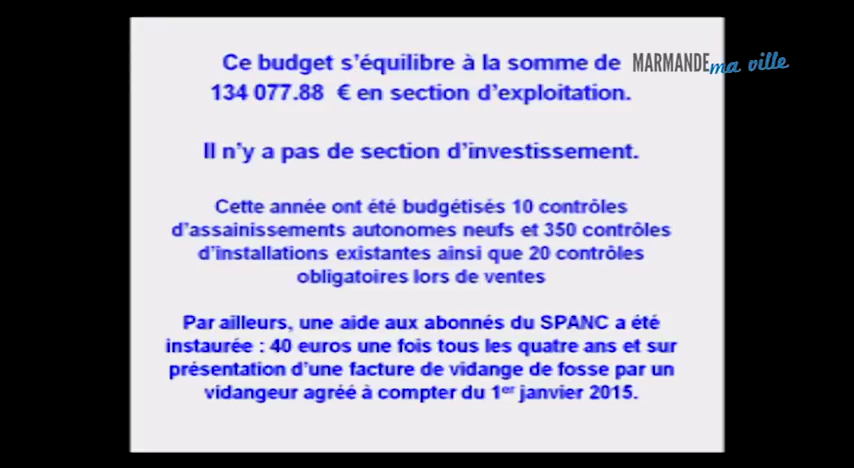 Ce budget s'équilibre à la somme de
134 077.88 € en section d'exploitation.
MARMANDE ma ville
Il n'y a pas de section d'investissement.
Cette année ont été budgétisés 10 contrôles
d'assainissements autonomes neufs et 350 contrôles
d'installations existantes ainsi que 20 contrôles
obligatoires lors de ventes
Par ailleurs, une aide aux abonnés du SPANC a été
instaurée : 40 euros une fois tous les quatre ans et sur
présentation d'une facture de vidange de fosse par un
vidangeur agréé à compter du 1er janvier 2015.